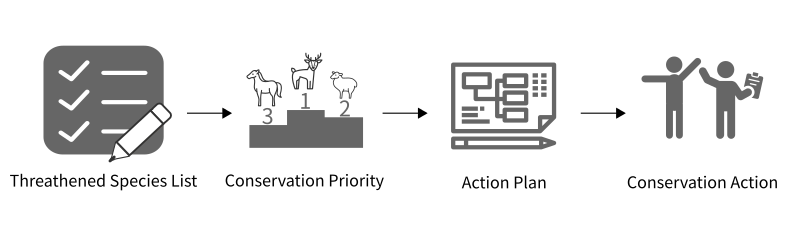 3
1
2
Threathened Species List
Conservation Priority
Action Plan
Conservation Action